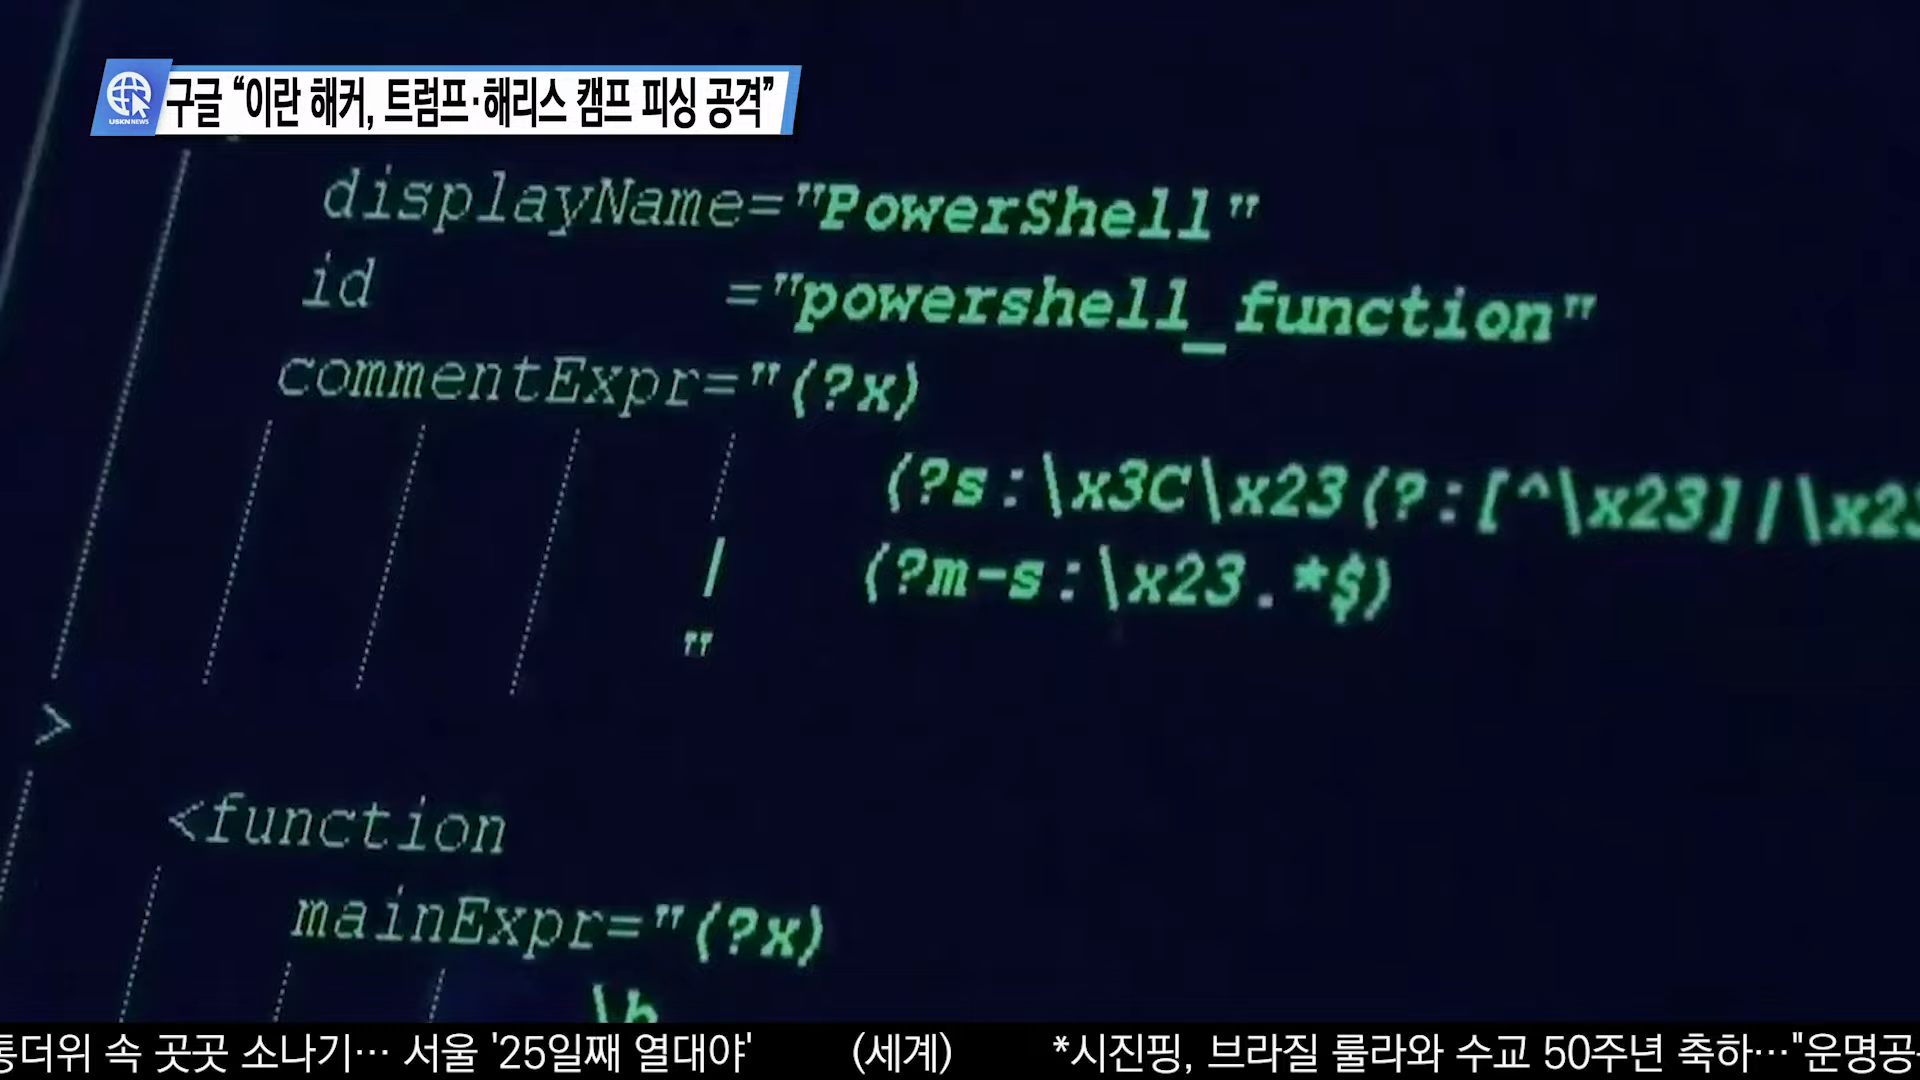 구글 “이란 해커, 트럼프·해리스 캠프 피싱 공격”
USKN NEWS
displayName="PowerShell"
id ="powershell_function"
commentExpr="(?x)
(?s:\x3C\x23(?:[^\x23]|\x23
| (?m-s:\x23.*$)
"
>
<function
mainExpr="(?x)
\b
통더위 속 곳곳 소나기… 서울 '25일째 열대야' (세계) *시진핑, 브라질 룰라와 수교 50주년 축하…"운명공